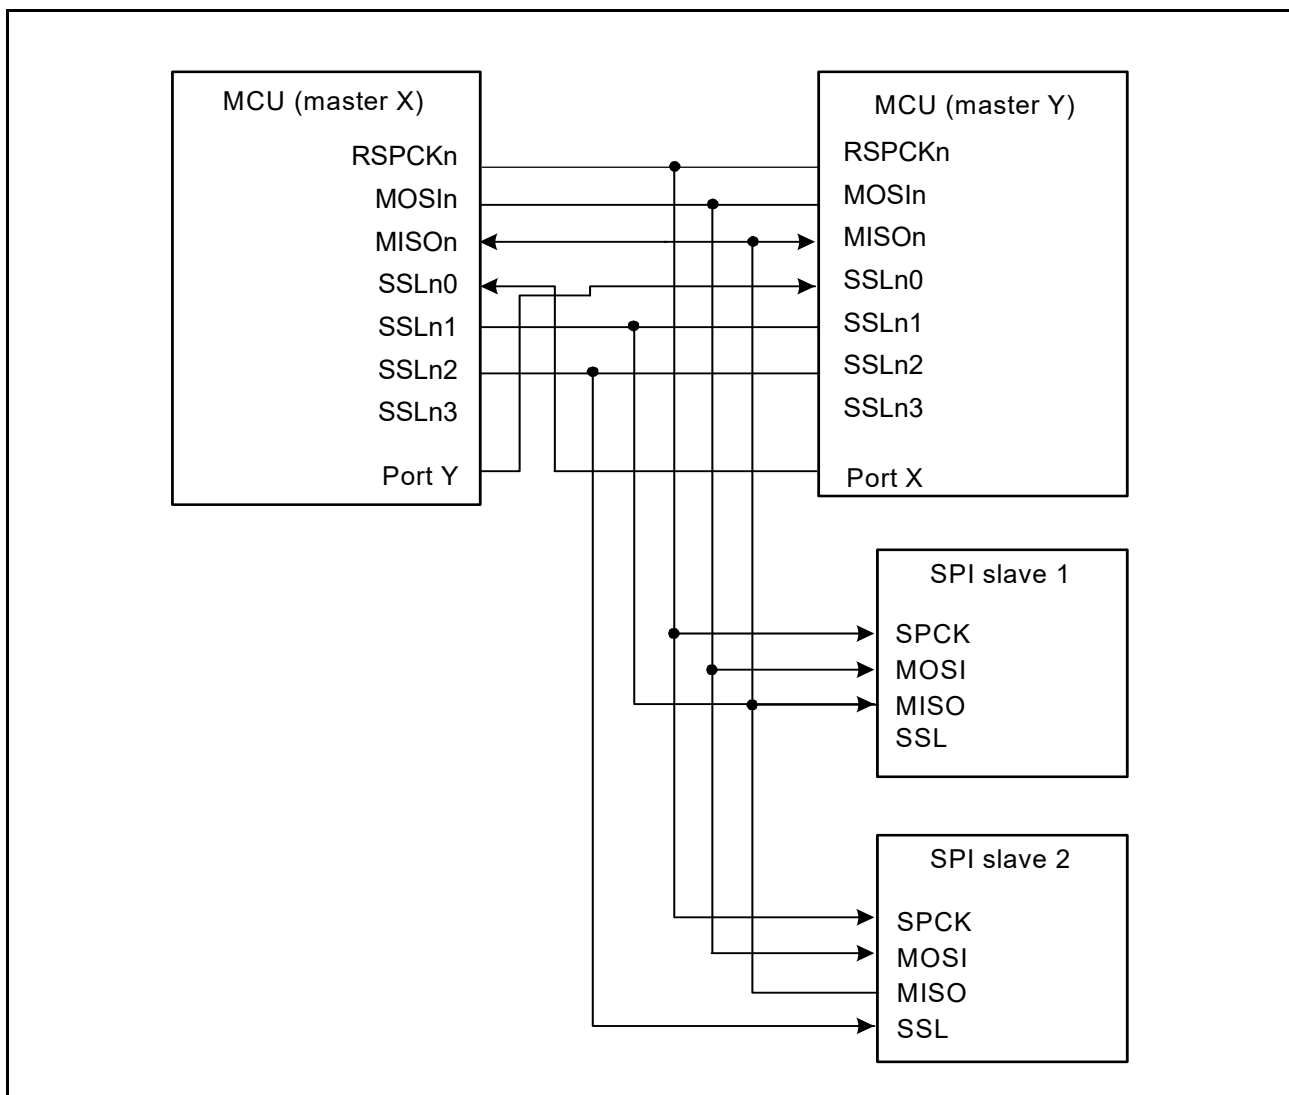 MCU (master X)
RSPCKn
MOSIn
MISOn
SSLn0
SSLn1
SSLn2
SSLn3
Port Y
MCU (master Y)
RSPCKn
MOSIn
MISOn
SSLn0
SSLn1
SSLn2
SSLn3
Port X
SPI slave 1
SPCK
MOSI
MISO
SSL
SPI slave 2
SPCK
MOSI
MISO
SSL